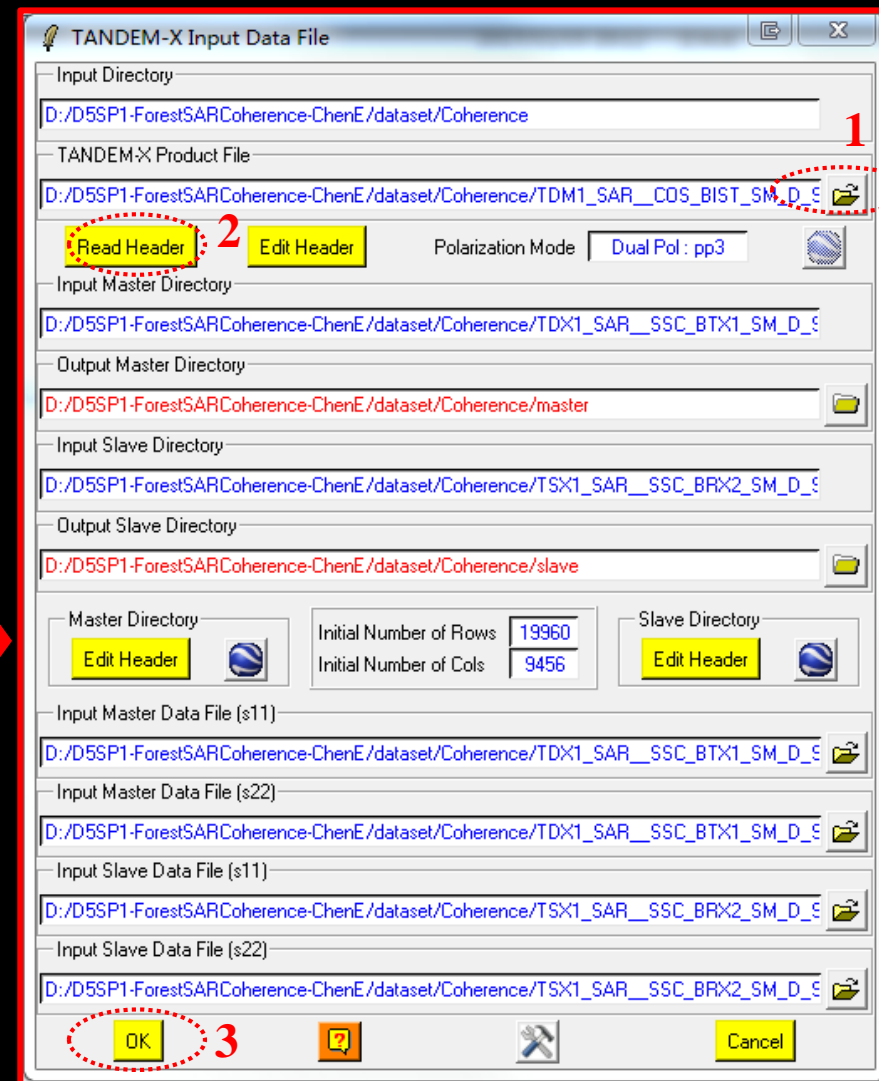 TANDEM-X Input Data File
Input Directory
D:/D5SP1-ForestSARCoherence-ChenE/dataset/Coherence
1
TANDEM-X Product File
D:/D5SP1-ForestSARCoherence-ChenE/dataset/Coherence/TDM1_SAR__COS_BIST_SM_D_S
Read Header 2 Edit Header Polarization Mode Dual Pol : pp3
Input Master Directory
D:/D5SP1-ForestSARCoherence-ChenE/dataset/Coherence/TDX1_SAR__SSC_BTX1_SM_D_S
Output Master Directory
D:/D5SP1-ForestSARCoherence-ChenE/dataset/Coherence/master
Input Slave Directory
D:/D5SP1-ForestSARCoherence-ChenE/dataset/Coherence/TSX1_SAR__SSC_BRX2_SM_D_S
Output Slave Directory
D:/D5SP1-ForestSARCoherence-ChenE/dataset/Coherence/slave
Master Directory
Edit Header
Initial Number of Rows 19960
Initial Number of Cols 9456
Slave Directory
Edit Header
Input Master Data File (s11)
D:/D5SP1-ForestSARCoherence-ChenE/dataset/Coherence/TDX1_SAR__SSC_BTX1_SM_D_S
Input Master Data File (s22)
D:/D5SP1-ForestSARCoherence-ChenE/dataset/Coherence/TDX1_SAR__SSC_BTX1_SM_D_S
Input Slave Data File (s11)
D:/D5SP1-ForestSARCoherence-ChenE/dataset/Coherence/TSX1_SAR__SSC_BRX2_SM_D_S
Input Slave Data File (s22)
D:/D5SP1-ForestSARCoherence-ChenE/dataset/Coherence/TSX1_SAR__SSC_BRX2_SM_D_S
OK 3 ? Cancel